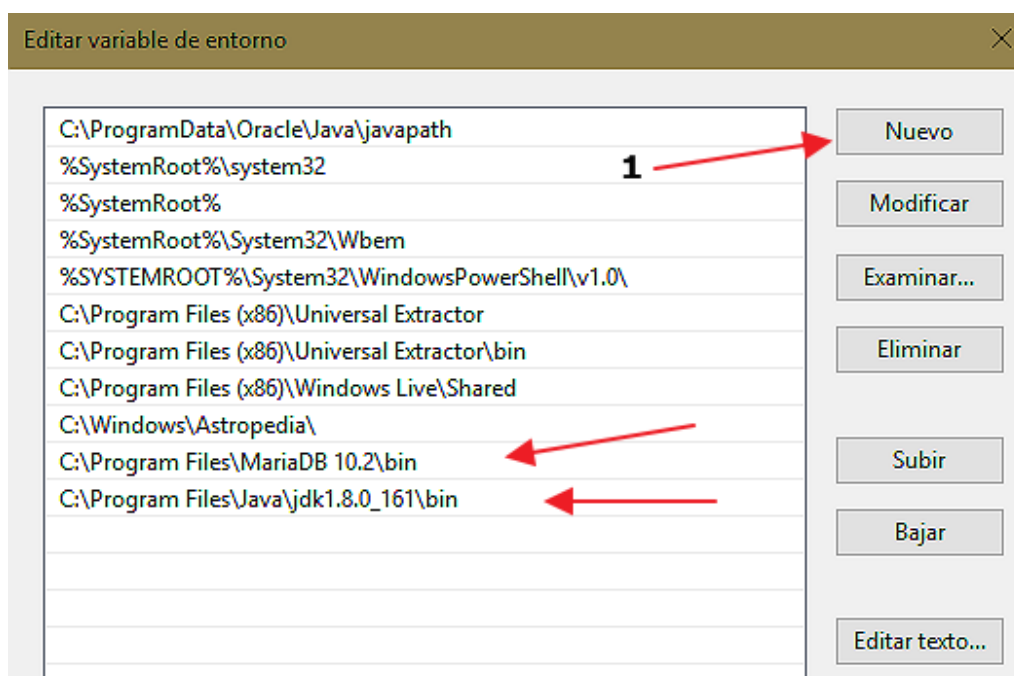 Editar variable de entorno
C:\ProgramData\Oracle\Java\javapath
%SystemRoot%\system32
%SystemRoot%
%SystemRoot%\System32\Wbem
%SYSTEMROOT%\System32\WindowsPowerShell\v1.0\
C:\Program Files (x86)\Universal Extractor
C:\Program Files (x86)\Universal Extractor\bin
C:\Program Files (x86)\Windows Live\Shared
C:\Windows\Astropedia\
C:\Program Files\MariaDB 10.2\bin
C:\Program Files\Java\jdk1.8.0_161\bin
1
Nuevo
Modificar
Examinar...
Eliminar
Subir
Bajar
Editar texto...